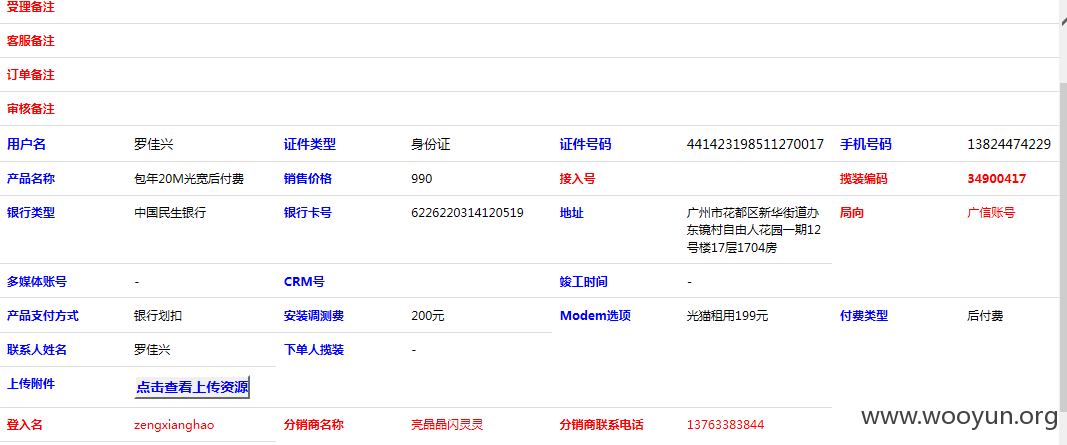 受理备注
客服备注
订单备注
审核备注
用户名 罗佳兴 证件类型 身份证 证件号码 441423198511270017 手机号码 13824474229
产品名称 包年20M光宽后付费 销售价格 990 接入号 揽装编码 34900417
银行类型 中国民生银行 银行卡号 6226220314120519 地址 广州市花都区新华街道办 局向 广信账号
东镜村自由人花园一期12
号楼17层1704房
多媒体账号 - CRM号 竣工时间 -
产品支付方式 银行划扣 安装调测费 200元 Modem选项 光猫租用199元 付费类型 后付费
联系人姓名 罗佳兴 下单人揽装 -
上传附件 点击查看上传资源
登入名 zengxianghao 分销商名称 亮晶晶闪灵灵 分销商联系电话 13763383844
www.wooyun.org